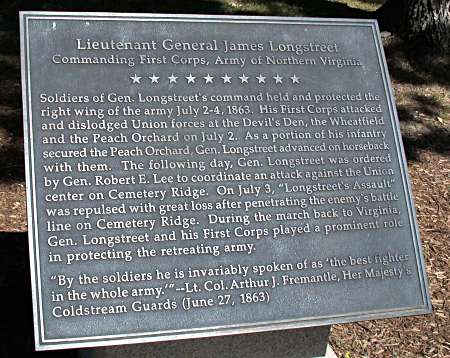 Lieutenant General James Longstreet
Commanding First Corps, Army of Northern Virginia
Soldiers of Gen. Longstreet's command held and protected the
right wing of the army July 2-4, 1863. His First Corps attacked
and dislodged Union forces at the Devil's Den, the Wheatfield
and the Peach Orchard on July 2. As a portion of his infantry
secured the Peach Orchard, Gen. Longstreet advanced on horseback
with them. The following day, Gen. Longstreet was ordered
by Gen. Robert E. Lee to coordinate an attack against the Union
center on Cemetery Ridge. On July 3, "Longstreet's Assault"
was repulsed with great loss after penetrating the enemy's battle
line on Cemetery Ridge. During the march back to Virginia,
Gen. Longstreet and his First Corps played a prominent role
in protecting the retreating army.
"By the soldiers he is invariably spoken of as 'the best fighter
in the whole army.'"--Lt. Col. Arthur J. Fremantle, Her Majesty's
Coldstream Guards (June 27, 1863)